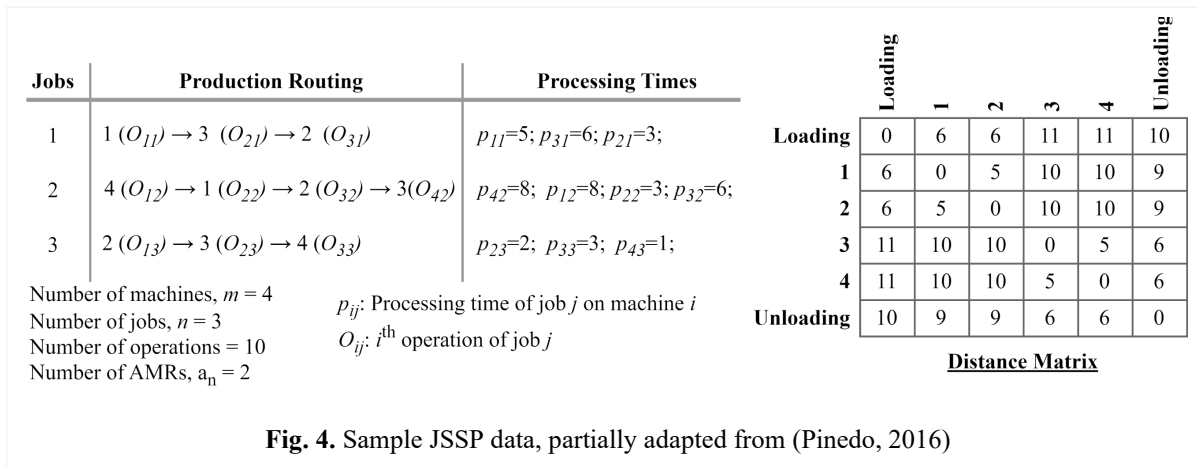 Jobs Production Routing Processing Times
1 1 (O11) → 3 (O21) → 2 (O31) p11=5; p31=6; p21=3;
2 4 (O12) → 1 (O22) → 2 (O32) → 3(O42) p42=8; p12=8; p22=3; p32=6;
3 2 (O13) → 3 (O23) → 4 (O33) p23=2; p33=3; p43=1;
Number of machines, m = 4
Number of jobs, n = 3
Number of operations = 10
Number of AMRs, an = 2
pij: Processing time of job j on machine i
Oij: ith operation of job j
Loading 1 2 3 4 Unloading
Loading 0 6 6 11 11 10
1 6 0 5 10 10 9
2 6 5 0 10 10 9
3 11 10 10 0 5 6
4 11 10 10 5 0 6
Unloading 10 9 9 6 6 0
Distance Matrix
Fig. 4. Sample JSSP data, partially adapted from (Pinedo, 2016)